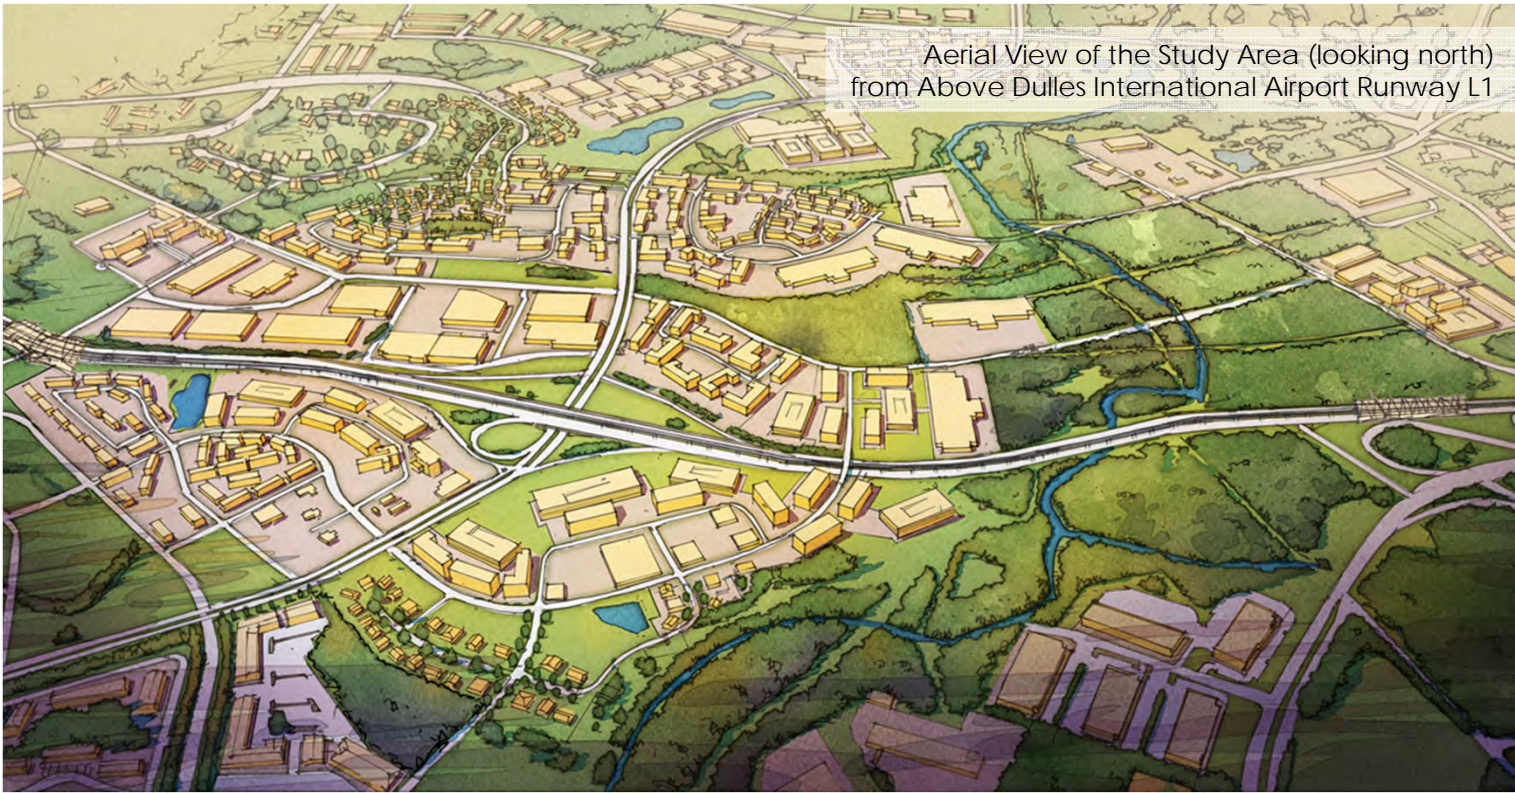 Aerial View of the Study Area (looking north)
from Above Dulles International Airport Runway L1